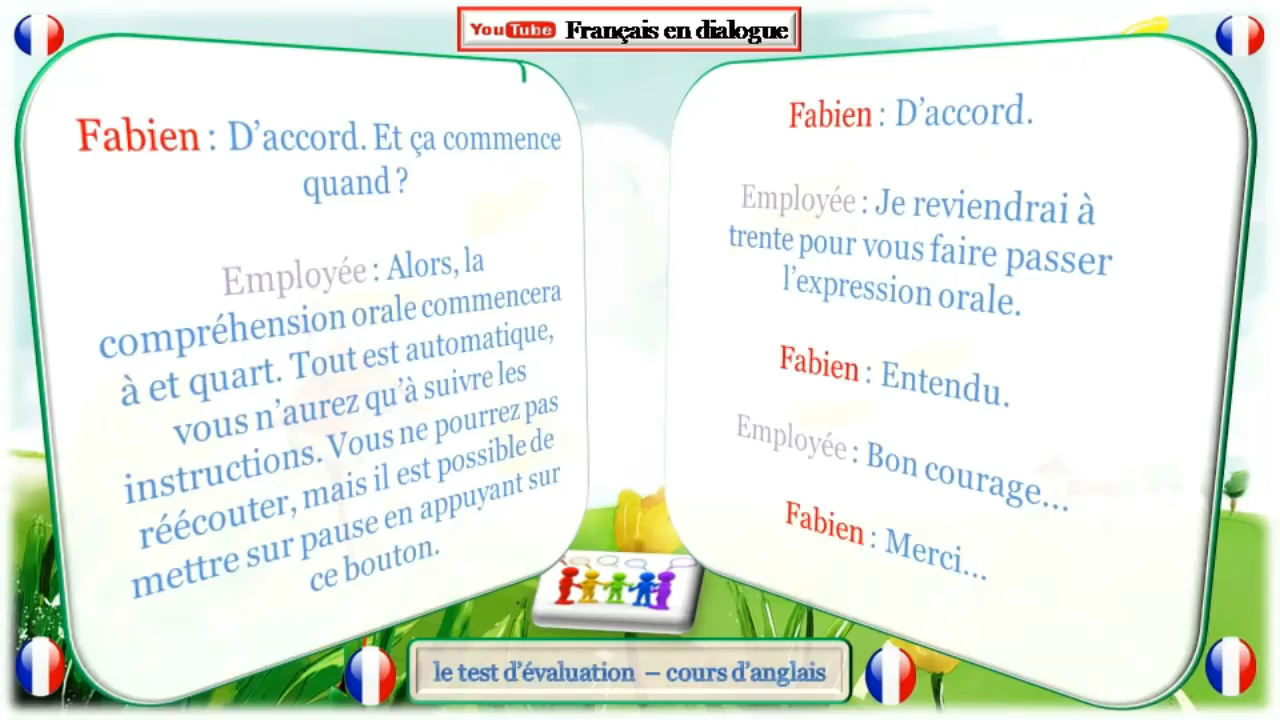 YouTube Français en dialogue
Fabien : D'accord. Et ça commence
quand ?
Employée : Alors, la
compréhension orale commencera
à et quart. Tout est automatique,
vous n'aurez qu'à suivre les
instructions. Vous ne pourrez pas
réécouter, mais il est possible de
mettre sur pause en appuyant sur
ce bouton.
Fabien : D'accord.
Employée : Je reviendrai à
trente pour vous faire passer
l'expression orale.
Fabien : Entendu.
Employée : Bon courage…
Fabien : Merci…
le test d'évaluation – cours d'anglais